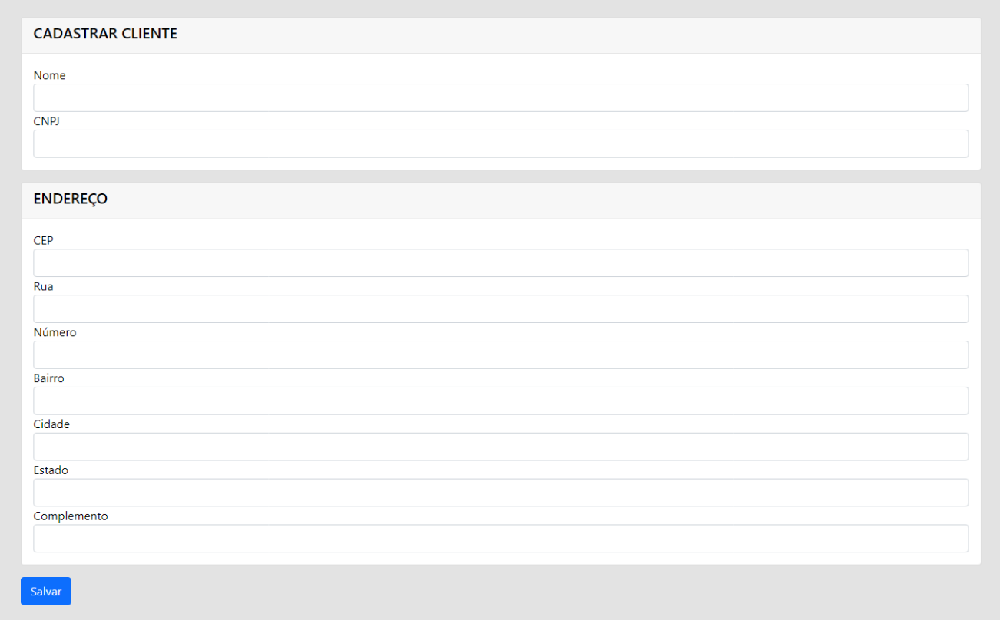 CADASTRAR CLIENTE
Nome
CNPJ
ENDEREÇO
CEP
Rua
Número
Bairro
Cidade
Estado
Complemento
Salvar